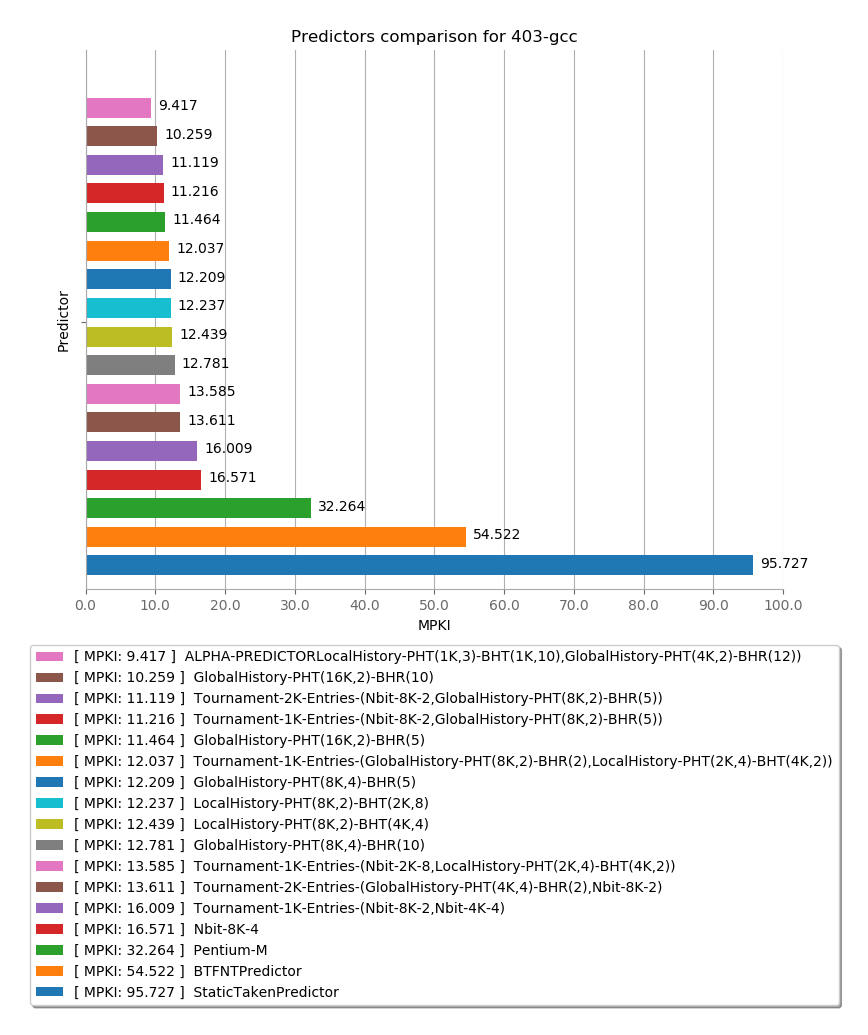 Predictors comparison for 403-gcc
9.417
10.259
11.119
11.216
11.464
12.037
12.209
12.237
12.439
12.781
13.585
13.611
16.009
16.571
32.264
54.522
95.727
Predictor
0.0 10.0 20.0 30.0 40.0 50.0 60.0 70.0 80.0 90.0 100.0
MPKI
[ MPKI: 9.417 ] ALPHA-PREDICTORLocalHistory-PHT(1K,3)-BHT(1K,10),GlobalHistory-PHT(4K,2)-BHR(12))
[ MPKI: 10.259 ] GlobalHistory-PHT(16K,2)-BHR(10)
[ MPKI: 11.119 ] Tournament-2K-Entries-(Nbit-8K-2,GlobalHistory-PHT(8K,2)-BHR(5))
[ MPKI: 11.216 ] Tournament-1K-Entries-(Nbit-8K-2,GlobalHistory-PHT(8K,2)-BHR(5))
[ MPKI: 11.464 ] GlobalHistory-PHT(16K,2)-BHR(5)
[ MPKI: 12.037 ] Tournament-1K-Entries-(GlobalHistory-PHT(8K,2)-BHR(2),LocalHistory-PHT(2K,4)-BHT(4K,2))
[ MPKI: 12.209 ] GlobalHistory-PHT(8K,4)-BHR(5)
[ MPKI: 12.237 ] LocalHistory-PHT(8K,2)-BHT(2K,8)
[ MPKI: 12.439 ] LocalHistory-PHT(8K,2)-BHT(4K,4)
[ MPKI: 12.781 ] GlobalHistory-PHT(8K,4)-BHR(10)
[ MPKI: 13.585 ] Tournament-1K-Entries-(Nbit-2K-8,LocalHistory-PHT(2K,4)-BHT(4K,2))
[ MPKI: 13.611 ] Tournament-2K-Entries-(GlobalHistory-PHT(4K,4)-BHR(2),Nbit-8K-2)
[ MPKI: 16.009 ] Tournament-1K-Entries-(Nbit-8K-2,Nbit-4K-4)
[ MPKI: 16.571 ] Nbit-8K-4
[ MPKI: 32.264 ] Pentium-M
[ MPKI: 54.522 ] BTFNTPredictor
[ MPKI: 95.727 ] StaticTakenPredictor